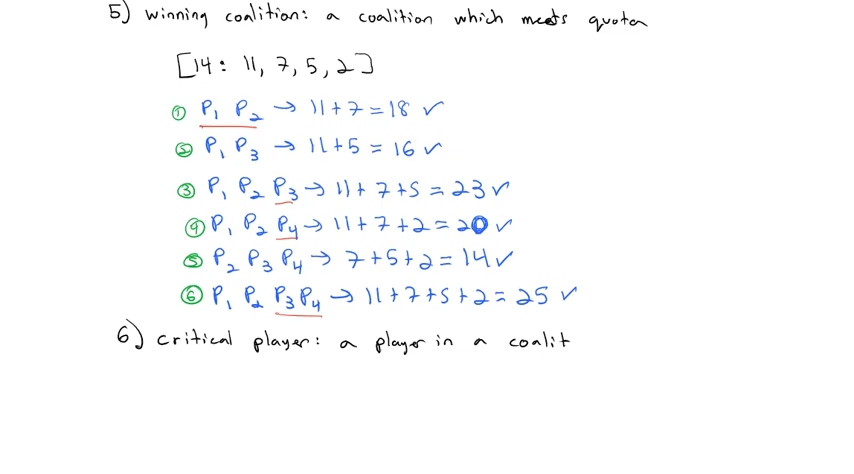 5) winning coalition: a coalition which meets quota
[14: 11, 7, 5, 2]
① P₁ P₂ → 11+7=18 ✓
② P₁ P₃ → 11+5 = 16 ✓
③ P₁ P₂ P₃ → 11+7+5 = 23 ✓
④ P₁ P₂ P₄ → 11+7+2=20 ✓
⑤ P₂ P₃ P₄ → 7+5+2=14 ✓
⑥ P₁ P₂ P₃ P₄ → 11+7+5+2=25 ✓
6) critical player: a player in a coalit